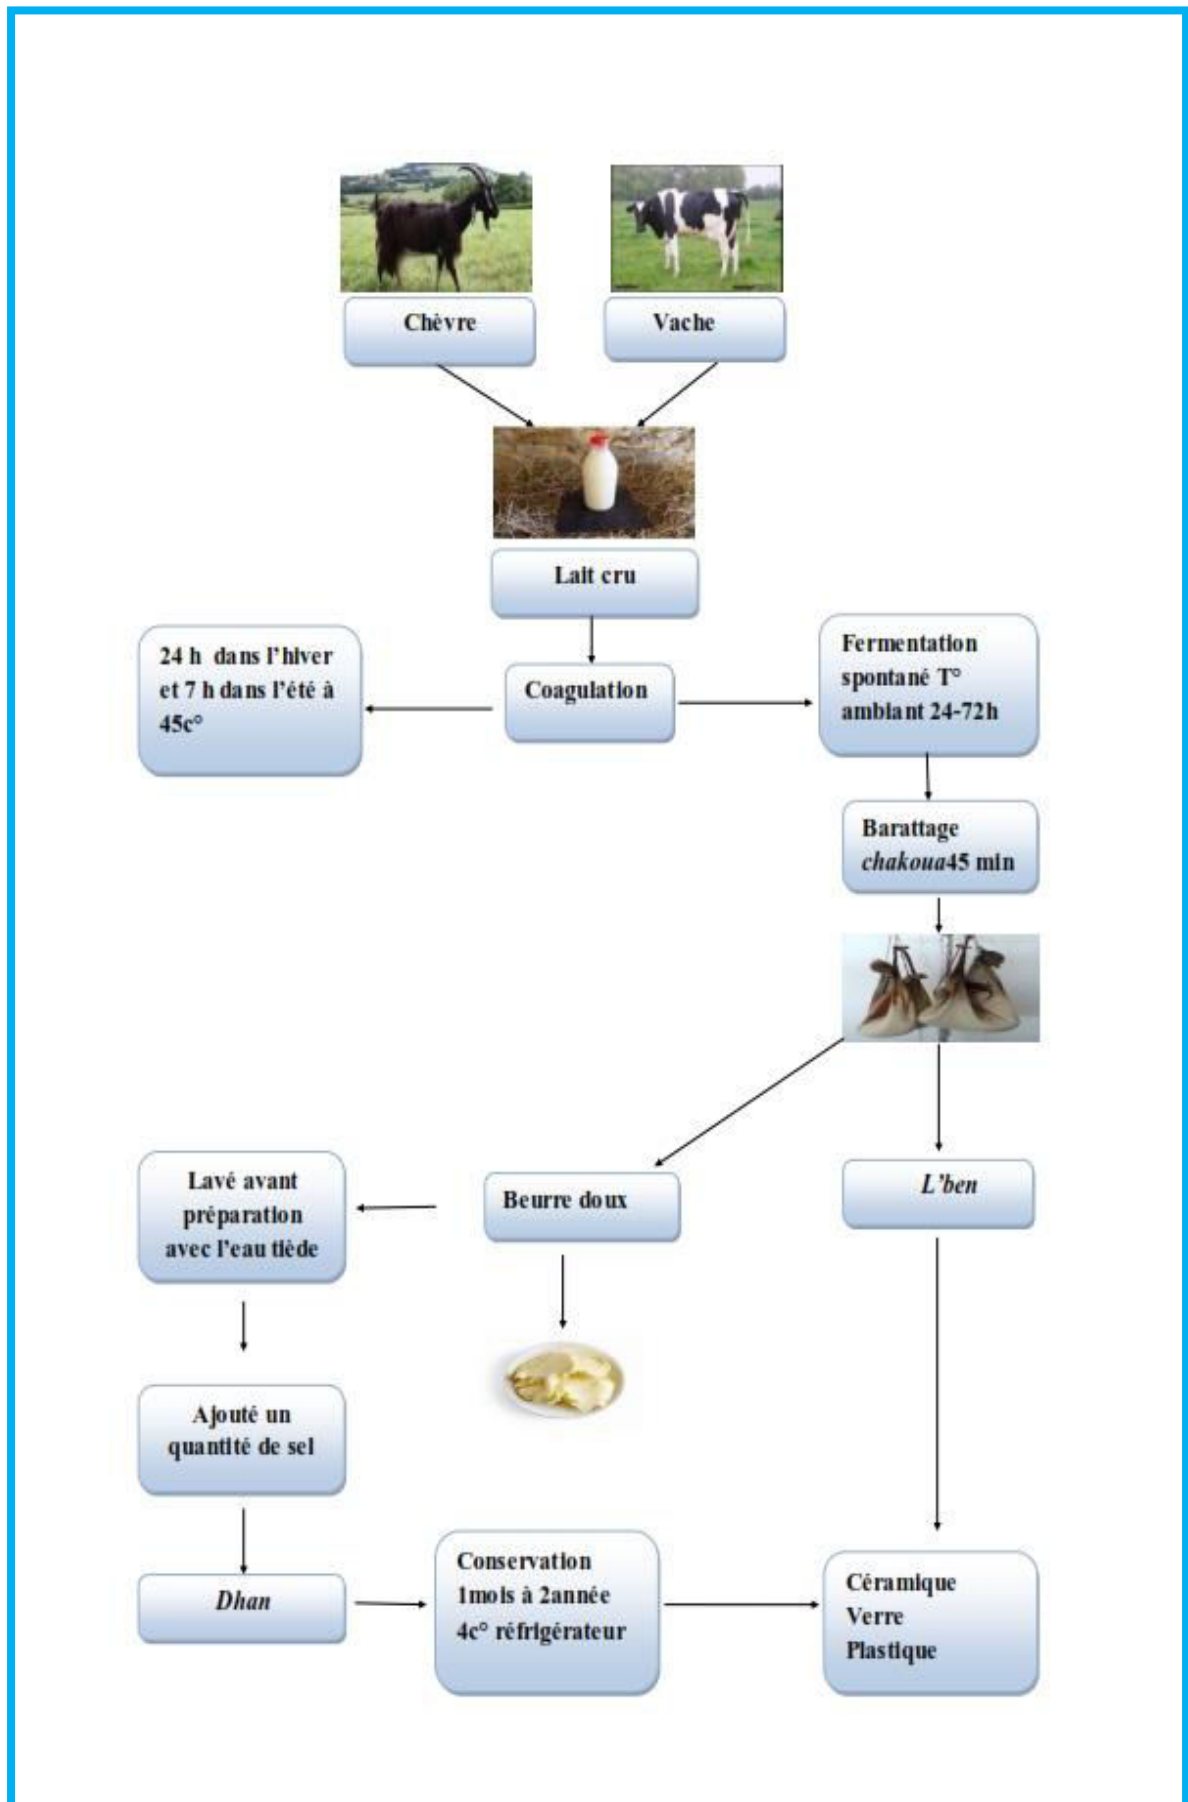 Chèvre
Vache
Lait cru
24 h dans l'hiver
et 7 h dans l'été à
45c°
Coagulation
Fermentation
spontané T°
ambiant 24-72h
Barattage
chakoua45 min
Lavé avant
préparation
avec l'eau tiède
Beurre doux
L'ben
Ajouté un
quantité de sel
Dhan
Conservation
1mois à 2année
4c° réfrigérateur
Céramique
Verre
Plastique